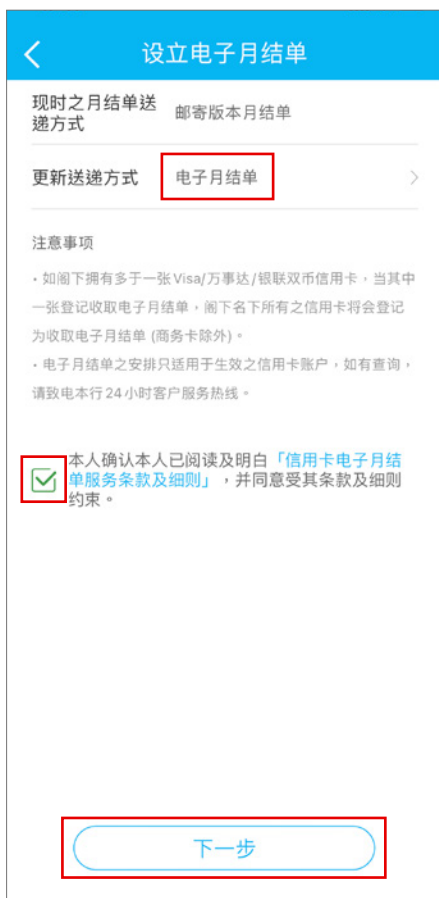 设立电子月结单
现时之月结单送
递方式
邮寄版本月结单
更新送递方式
电子月结单
注意事项
・如阁下拥有多于一张 Visa/万事达/银联双币信用卡，当其中
一张登记收取电子月结单，阁下名下所有之信用卡将会登记
为收取电子月结单 (商务卡除外)。
・电子月结单之安排只适用于生效之信用卡账户，如有查询，
请致电本行 24 小时客户服务热线。
本人确认本人已阅读及明白「信用卡电子月结
单服务条款及细则」，并同意受其条款及细则
约束。
下一步